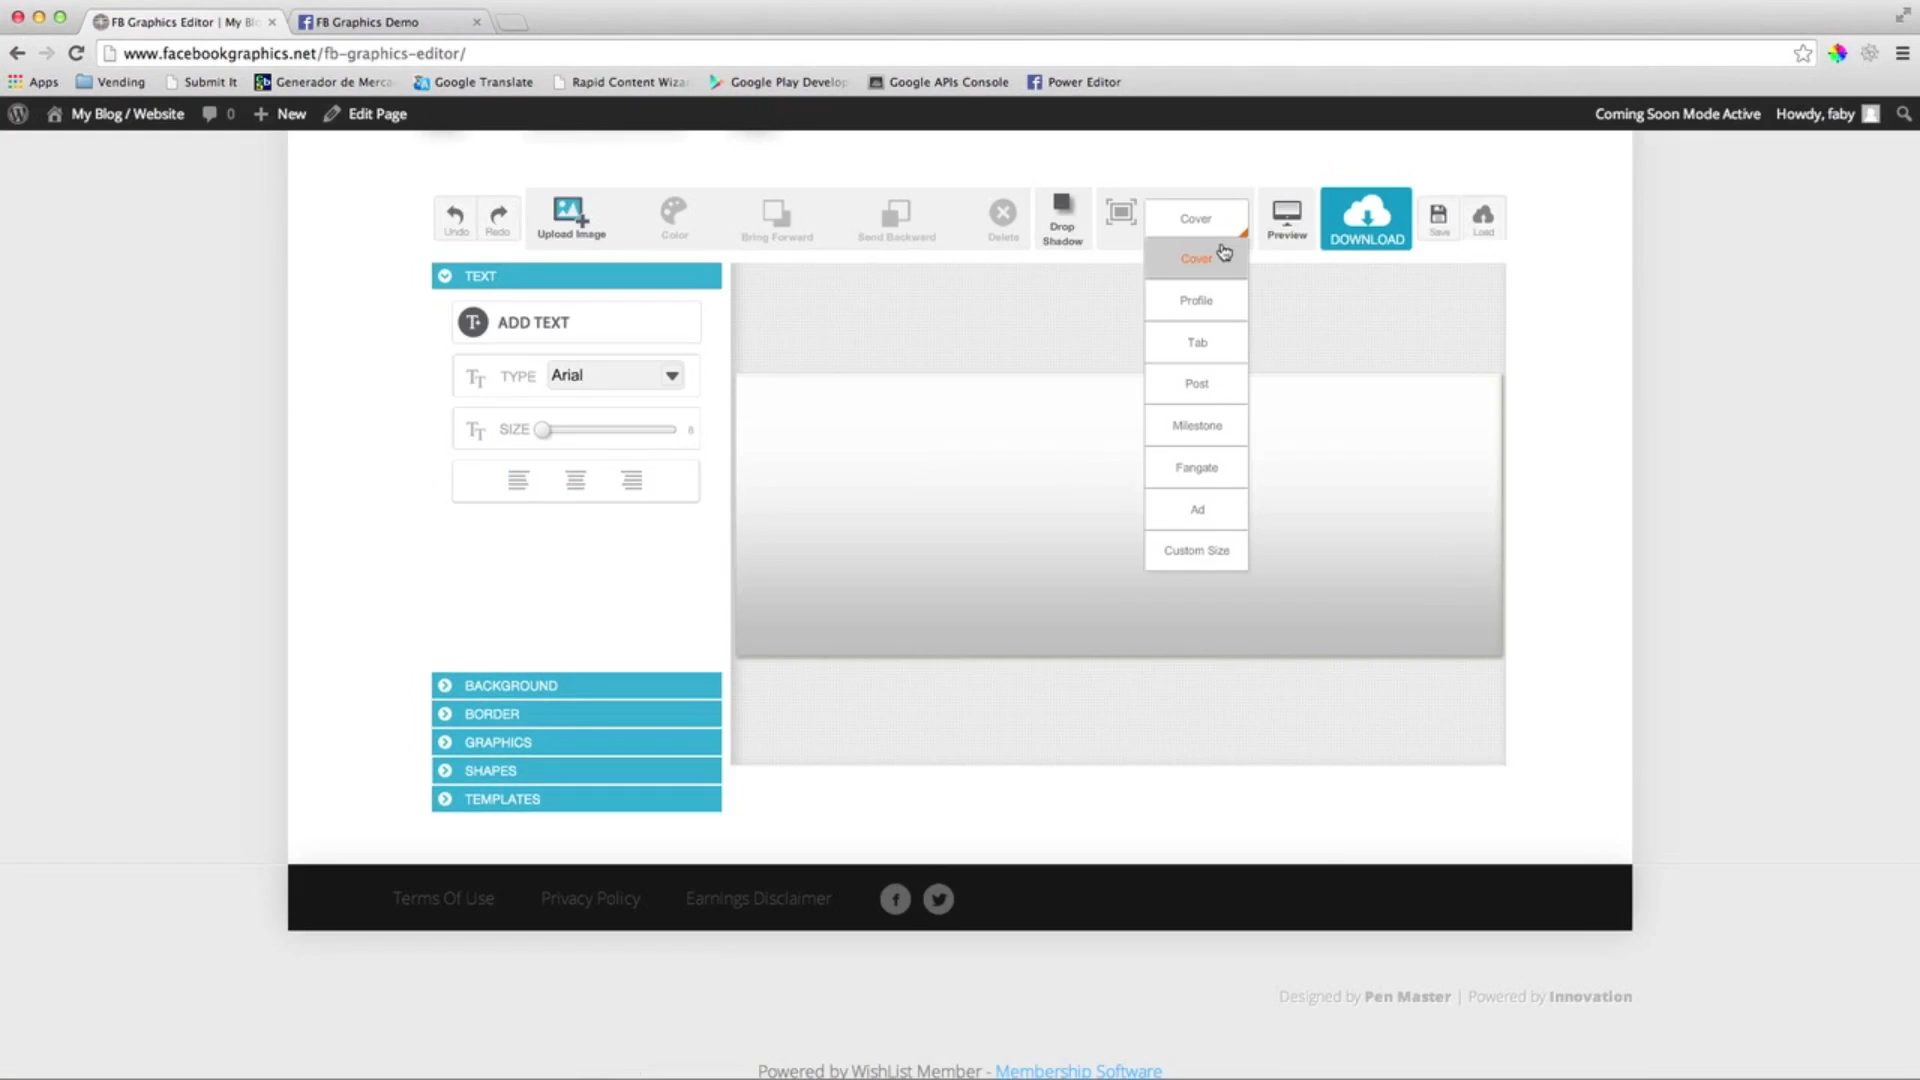 FB Graphics Editor | My Blo
FB Graphics Demo
www.facebookgraphics.net/fb-graphics-editor/
Apps
Vending
Submit It
Generador de Merca
Google Translate
Rapid Content Wiza
Google Play Develop
Google APIs Console
Power Editor
My Blog / Website
0
New
Edit Page
Coming Soon Mode Active
Howdy, faby
Undo
Redo
Upload Image
Color
Bring Forward
Send Backward
Delete
Drop
Shadow
Cover
Preview
DOWNLOAD
Save
Load
Cover
Profile
Tab
Post
Milestone
Fangate
Ad
Custom Size
TEXT
ADD TEXT
TYPE Arial
SIZE 8
BACKGROUND
BORDER
GRAPHICS
SHAPES
TEMPLATES
Terms Of Use
Privacy Policy
Earnings Disclaimer
Designed by Pen Master | Powered by Innovation
Powered by WishList Member - Membership Software